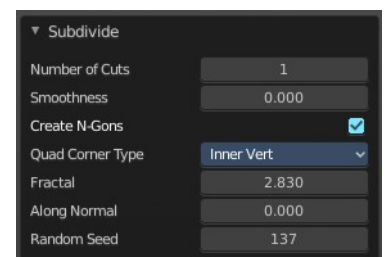 Subdivide
Number of Cuts 1
Smoothness 0.000
Create N-Gons
Quad Corner Type Inner Vert
Fractal 2.830
Along Normal 0.000
Random Seed 137